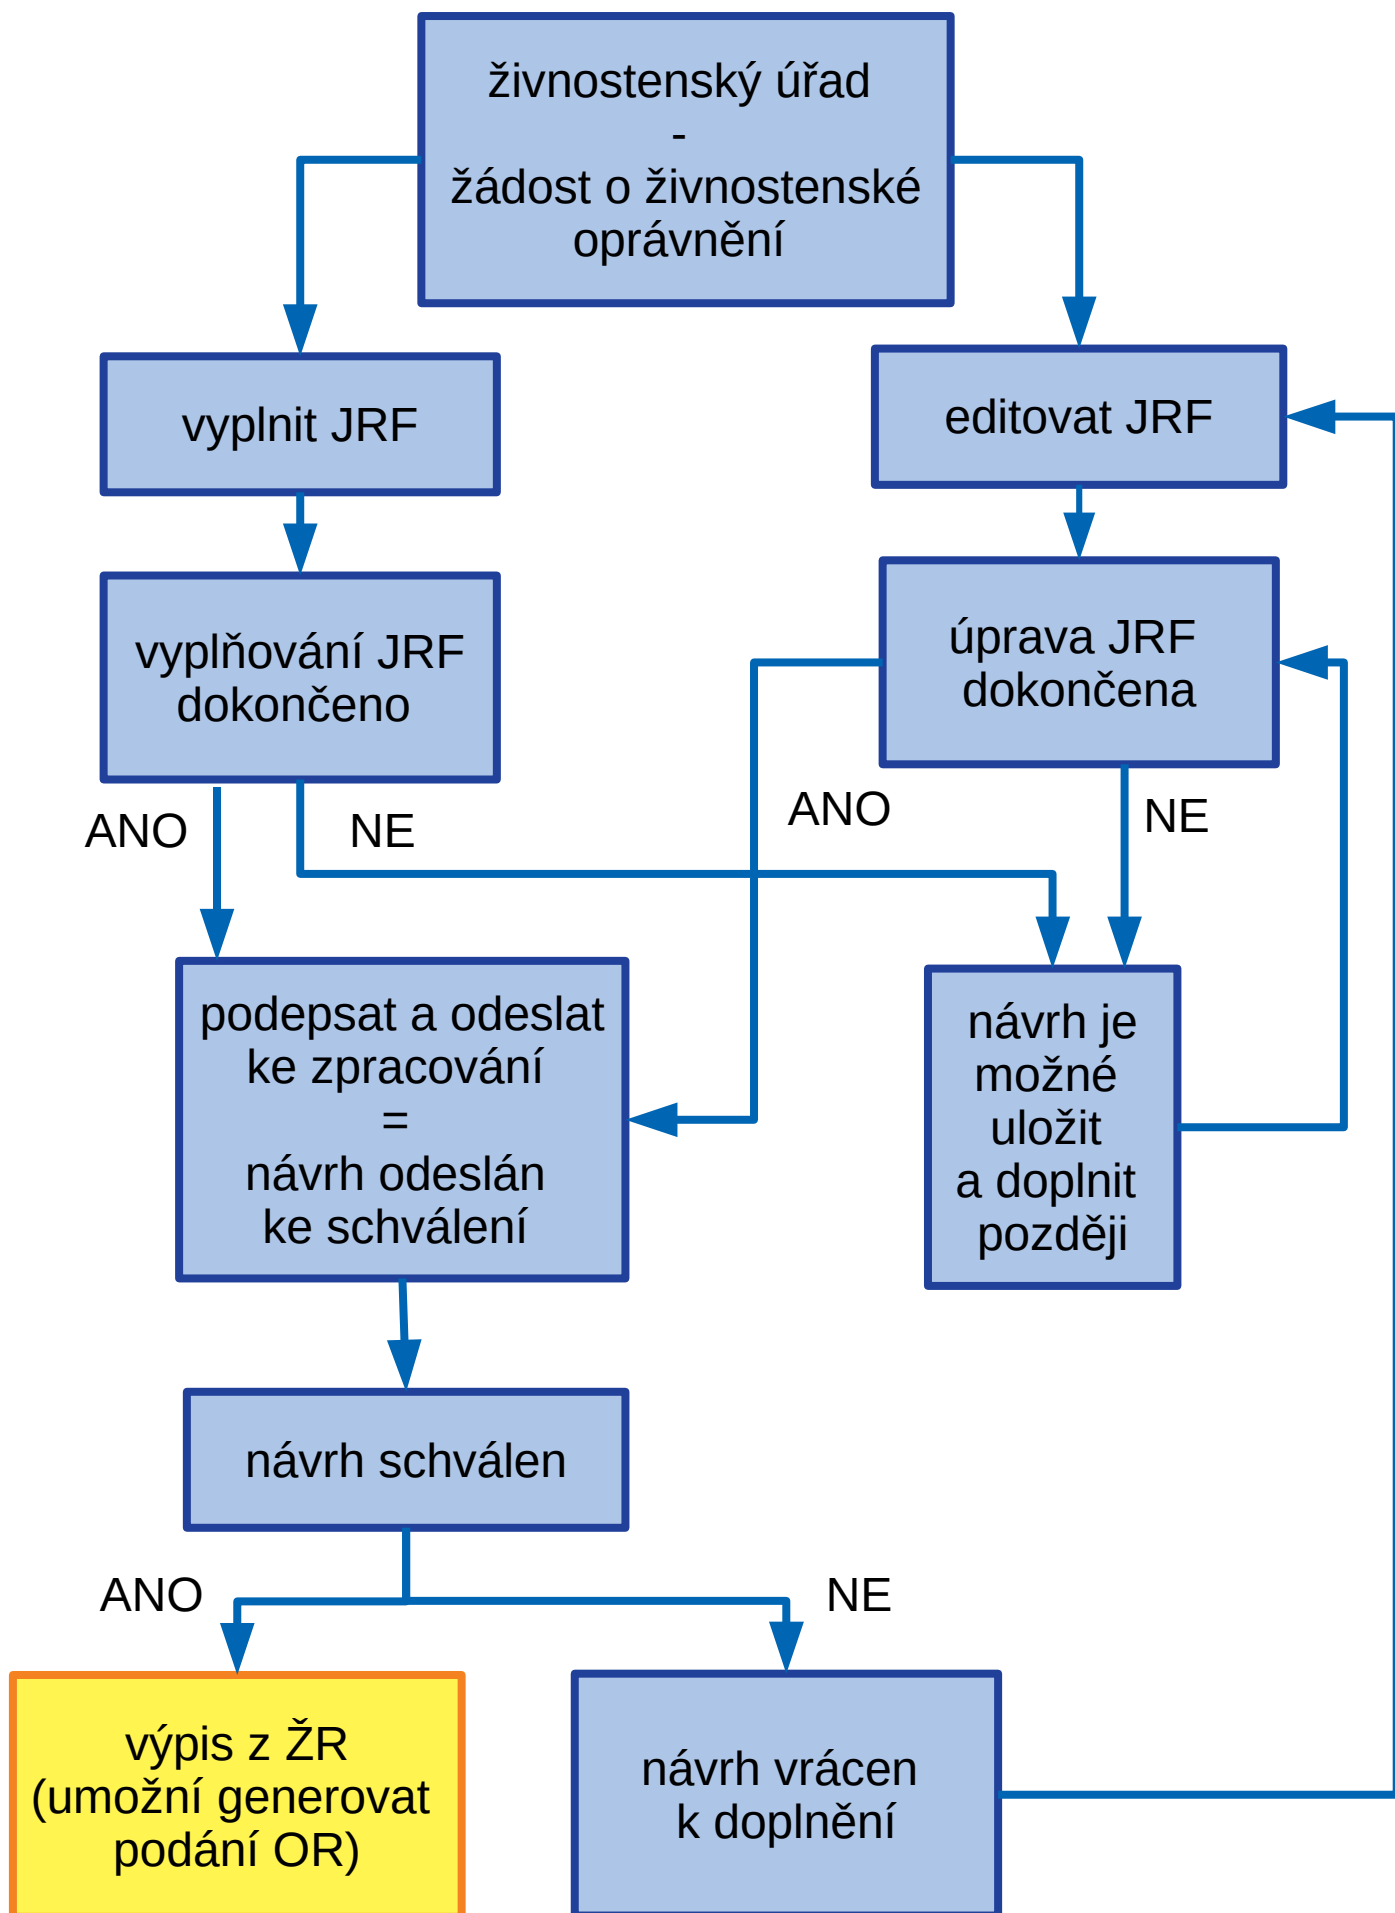 živnostenský úřad
-
žádost o živnostenské
oprávnění
vyplnit JRF
editovat JRF
vyplňování JRF
dokončeno
úprava JRF
dokončena
ANO
NE
ANO
NE
podepsat a odeslat
ke zpracování
=
návrh odeslán
ke schválení
návrh je
možné
uložit
a doplnit
později
návrh schválen
ANO
NE
výpis z ŽR
(umožní generovat
podání OR)
návrh vrácen
k doplnění